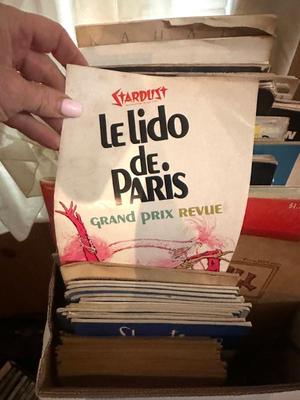 STARDUST
le lido
de
PARIS
GRAND PRIX REVUE